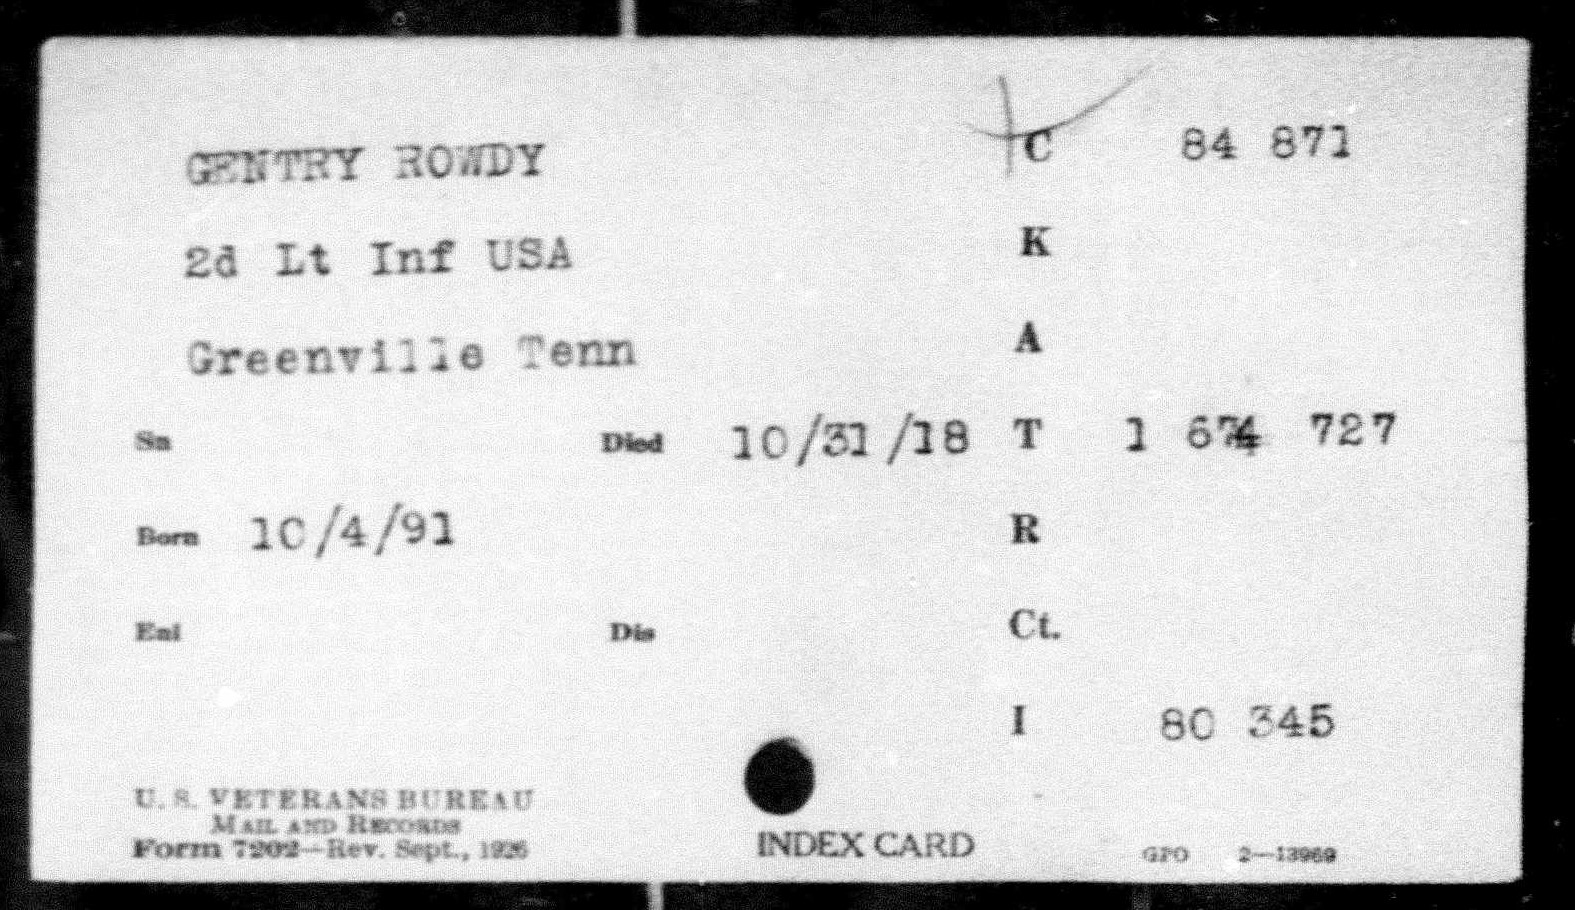 GENTRY ROWDY
C 84 871
2d Lt Inf USA
K
Greenville Tenn
A
Sn
Died 10/31/18
T 1 674 727
Born 10/4/91
R
Enl
Dis
Ct.
I 80 345
U. S. VETERANS BUREAU
MAIL AND RECORDS
Form 7202—Rev. Sept., 1926
INDEX CARD
GPO 2—13969